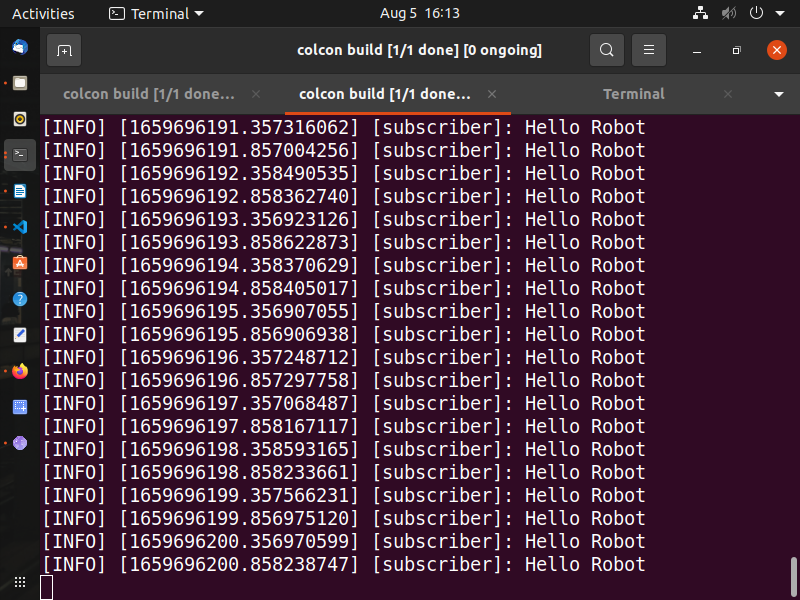 Activities
Terminal
Aug 5 16:13
colcon build [1/1 done] [0 ongoing]
colcon build [1/1 done...
colcon build [1/1 done...
Terminal
[INFO] [1659696191.357316062] [subscriber]: Hello Robot
[INFO] [1659696191.857004256] [subscriber]: Hello Robot
[INFO] [1659696192.358490535] [subscriber]: Hello Robot
[INFO] [1659696192.858362740] [subscriber]: Hello Robot
[INFO] [1659696193.356923126] [subscriber]: Hello Robot
[INFO] [1659696193.858622873] [subscriber]: Hello Robot
[INFO] [1659696194.358370629] [subscriber]: Hello Robot
[INFO] [1659696194.858405017] [subscriber]: Hello Robot
[INFO] [1659696195.356907055] [subscriber]: Hello Robot
[INFO] [1659696195.856906938] [subscriber]: Hello Robot
[INFO] [1659696196.357248712] [subscriber]: Hello Robot
[INFO] [1659696196.857297758] [subscriber]: Hello Robot
[INFO] [1659696197.357068487] [subscriber]: Hello Robot
[INFO] [1659696197.858167117] [subscriber]: Hello Robot
[INFO] [1659696198.358593165] [subscriber]: Hello Robot
[INFO] [1659696198.858233661] [subscriber]: Hello Robot
[INFO] [1659696199.357566231] [subscriber]: Hello Robot
[INFO] [1659696199.856975120] [subscriber]: Hello Robot
[INFO] [1659696200.356970599] [subscriber]: Hello Robot
[INFO] [1659696200.858238747] [subscriber]: Hello Robot